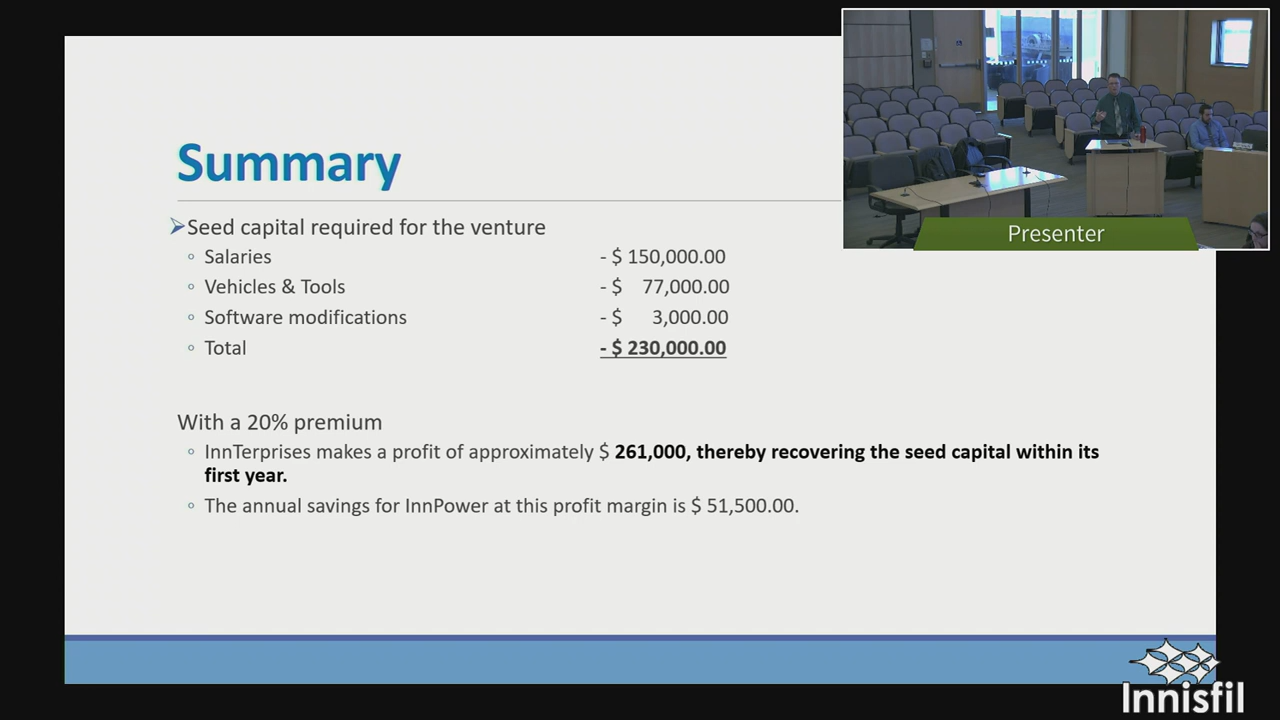 Summary
Seed capital required for the venture
Salaries - $ 150,000.00
Vehicles & Tools - $ 77,000.00
Software modifications - $ 3,000.00
Total - $ 230,000.00
With a 20% premium
InnTerprises makes a profit of approximately $ 261,000, thereby recovering the seed capital within its
first year.
The annual savings for InnPower at this profit margin is $ 51,500.00.
Presenter
Innisfil